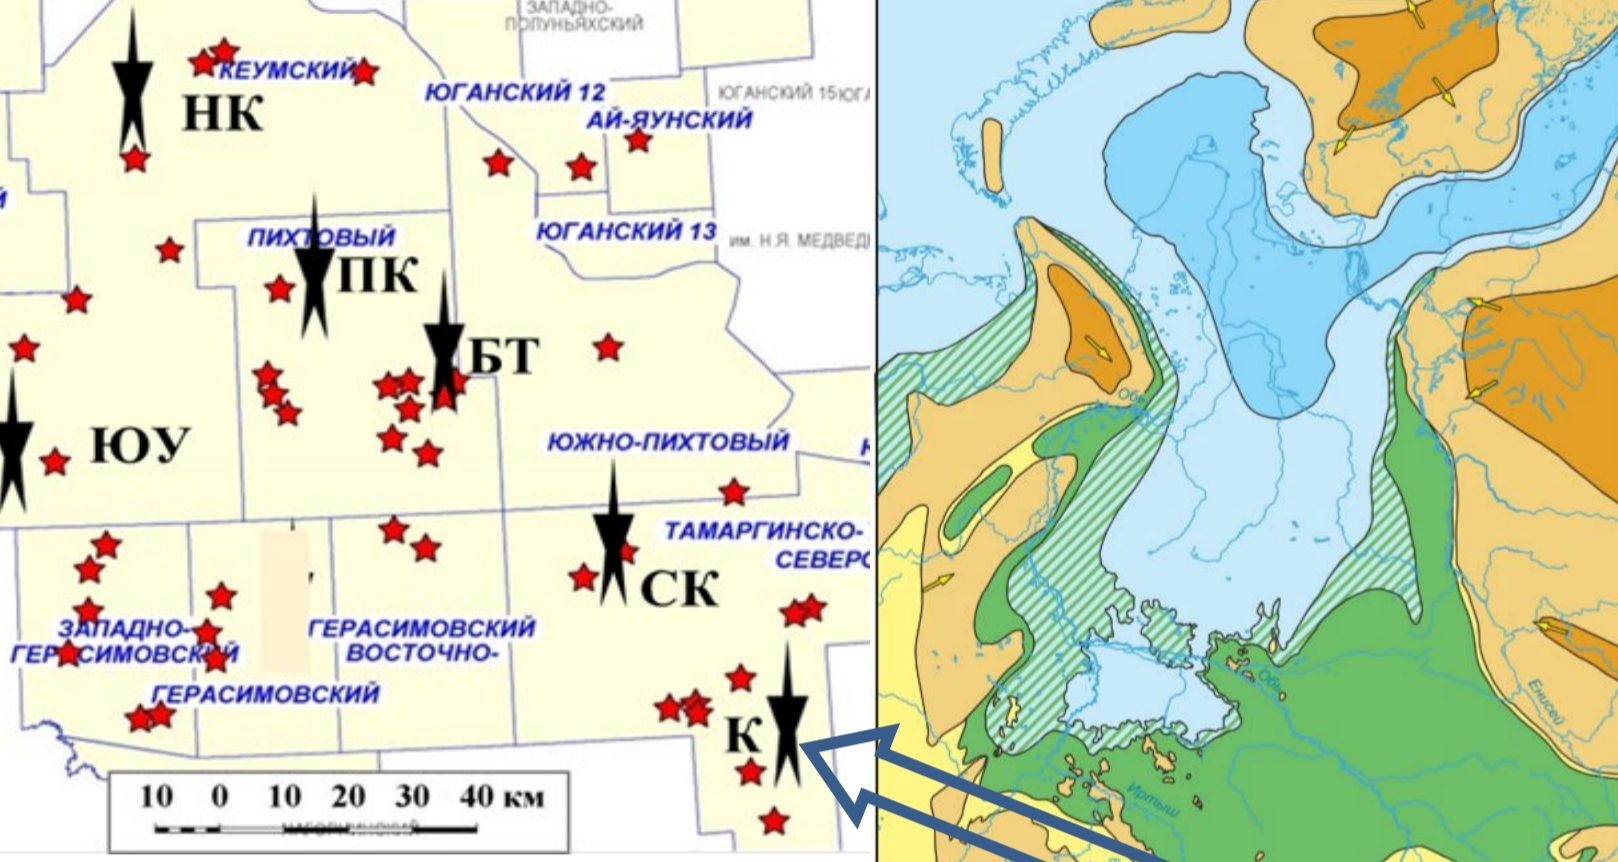 ЗАПАДНО-
ПОЛУНЬЯХСКИЙ
КЕУМСКИЙ
НК
ЮГАНСКИЙ 12
ЮГАНСКИЙ 15
АЙ-ЯУНСКИЙ
ПИХТОВЫЙ
ЮГАНСКИЙ 13
им. Н.Я. МЕДВЕД
ПК
БТ
ЮУ
ЮЖНО-ПИХТОВЫЙ
ТАМАРГИНСКО-
СЕВЕРО
СК
ЗАПАДНО-
ГЕРАСИМОВСКИЙ
ГЕРАСИМОВСКИЙ
ВОСТОЧНО-
ГЕРАСИМОВСКИЙ
К
10 0 10 20 30 40 км
Обь
Обь
Енисей
Иртыш